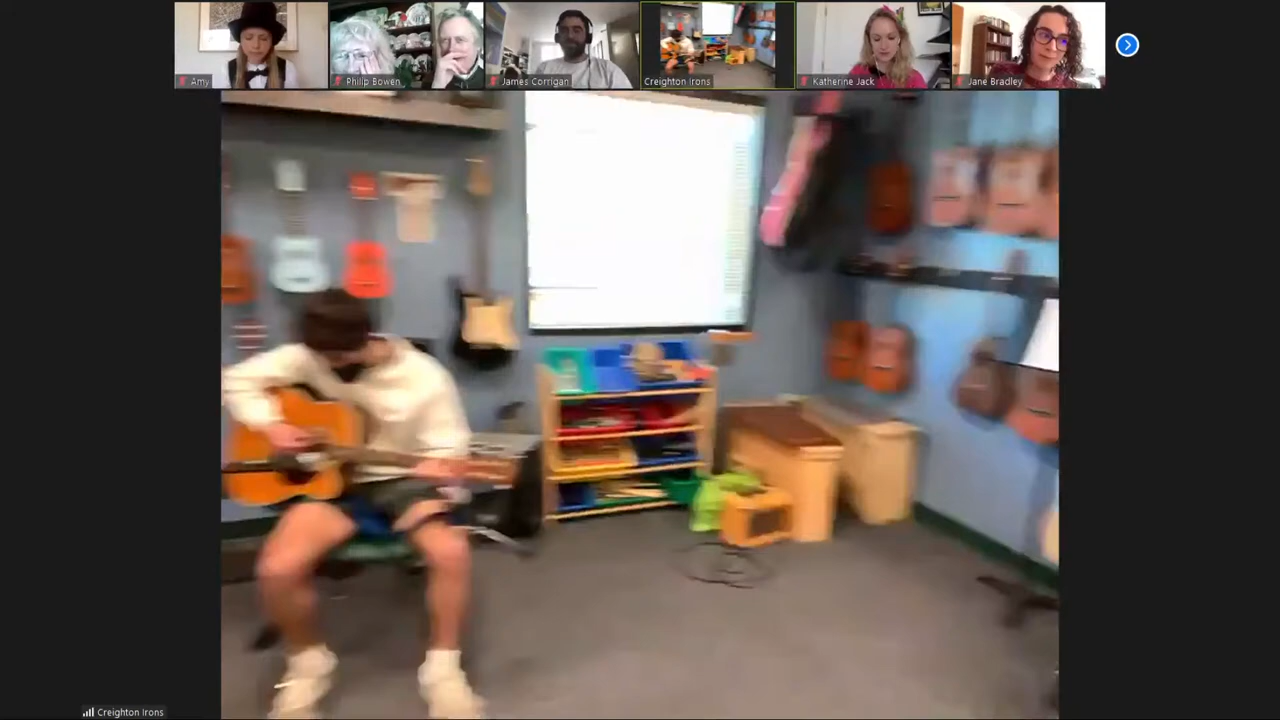 Amy
Philip Bowen
James Corrigan
Creighton Irons
Katherine Jack
Jane Bradley
Creighton Irons